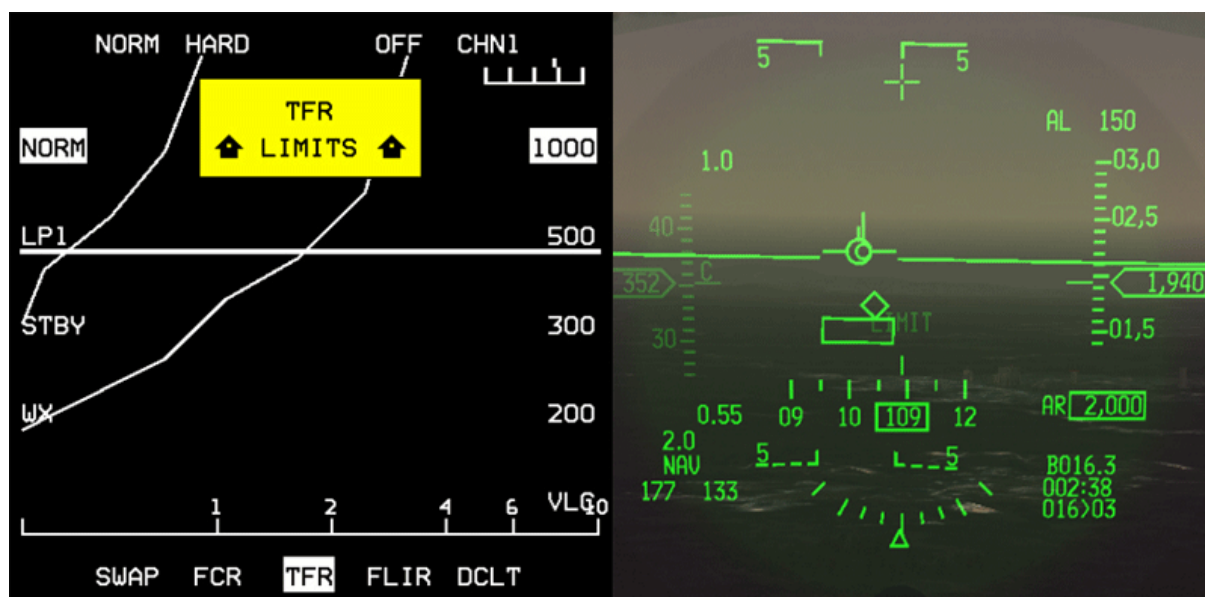 NORM HARD OFF CHN1
TFR
LIMITS
NORM 1000
LP1 500
STBY 300
WX 200
VLC
1 2 4 6 10
SWAP FCR TFR FLIR DCLT
5 5
AL 150
1.0
03,0
40
02,5
352 C 1,940
LIMIT
30 01,5
0.55 09 10 109 12 AR 2,000
2.0
NAV 5 5 B016.3
177 133 002:38
016>03